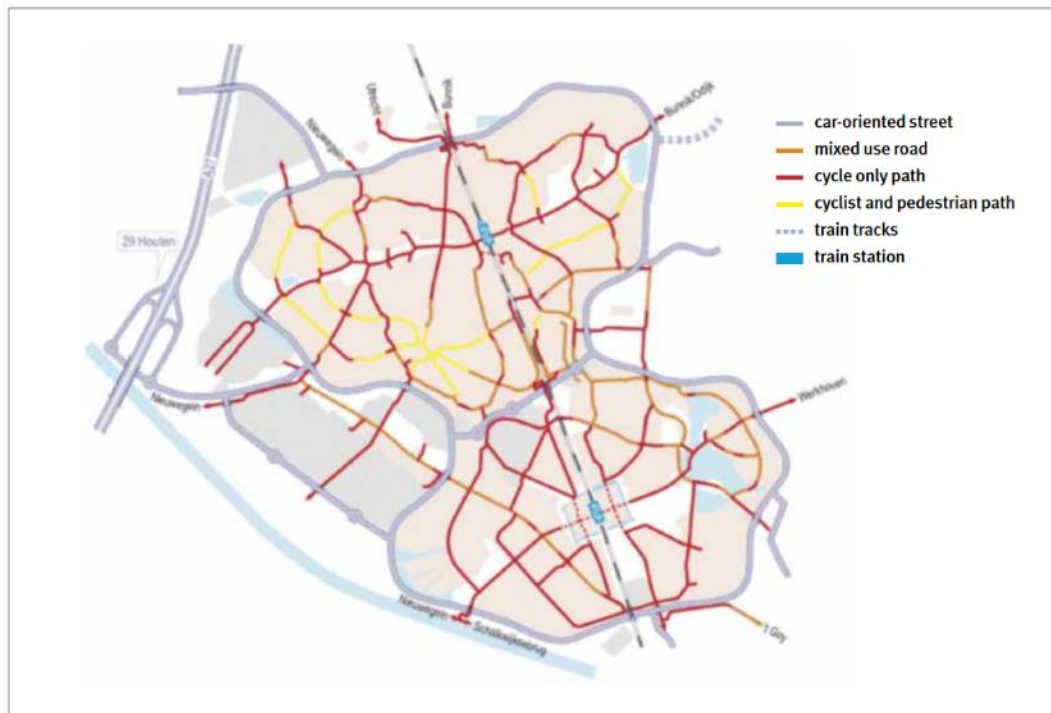 Utrecht
Bunnik
Bunnik/Odijk
Nieuwegein
A27
29 Houten
Nieuwegein
Werkhoven
Nieuwegein
Schalkwijksebrug
't Goy
car-oriented street
mixed use road
cycle only path
cyclist and pedestrian path
train tracks
train station